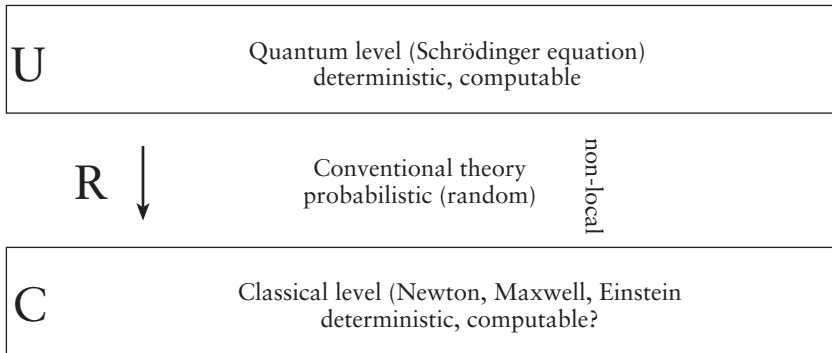 U
Quantum level (Schrödinger equation)
deterministic, computable
R
Conventional theory
probabilistic (random)
non-local
C
Classical level (Newton, Maxwell, Einstein
deterministic, computable?